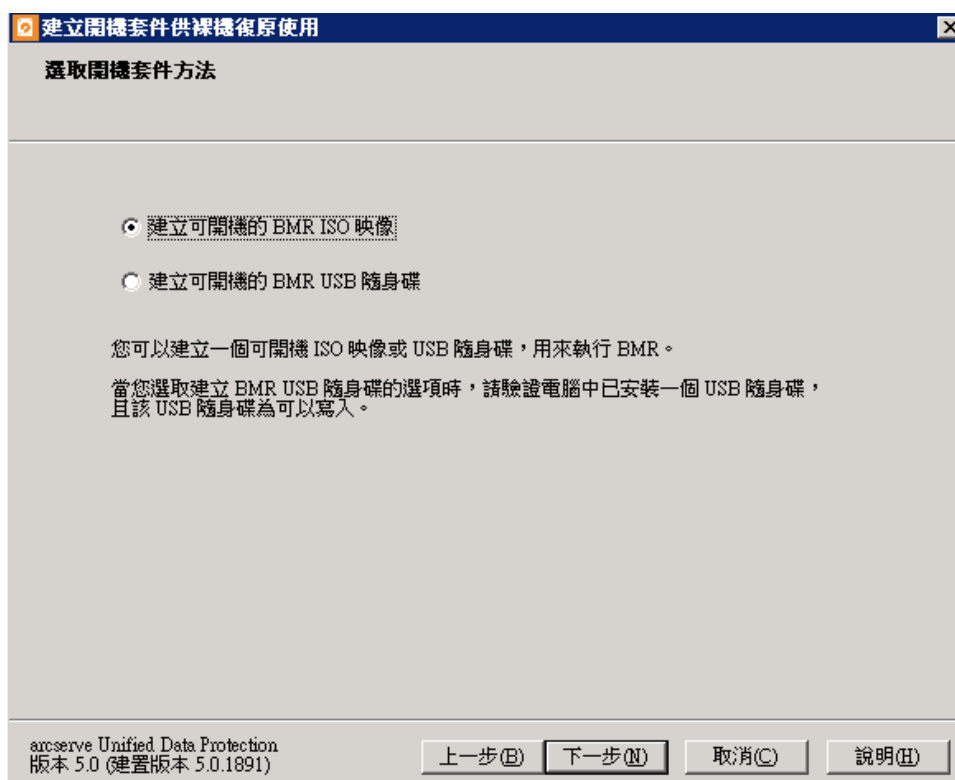 建立開機套件供裸機復原使用
選取開機套件方法
建立可開機的 BMR ISO 映像
建立可開機的 BMR USB 隨身碟
您可以建立一個可開機 ISO 映像或 USB 隨身碟，用來執行 BMR。
當您選取建立 BMR USB 隨身碟的選項時，請驗證電腦中已安裝一個 USB 隨身碟，
且該 USB 隨身碟為可以寫入。
arcserve Unified Data Protection
版本 5.0 (建置版本 5.0.1891)
上一步(B) 下一步(N) 取消(C) 說明(H)